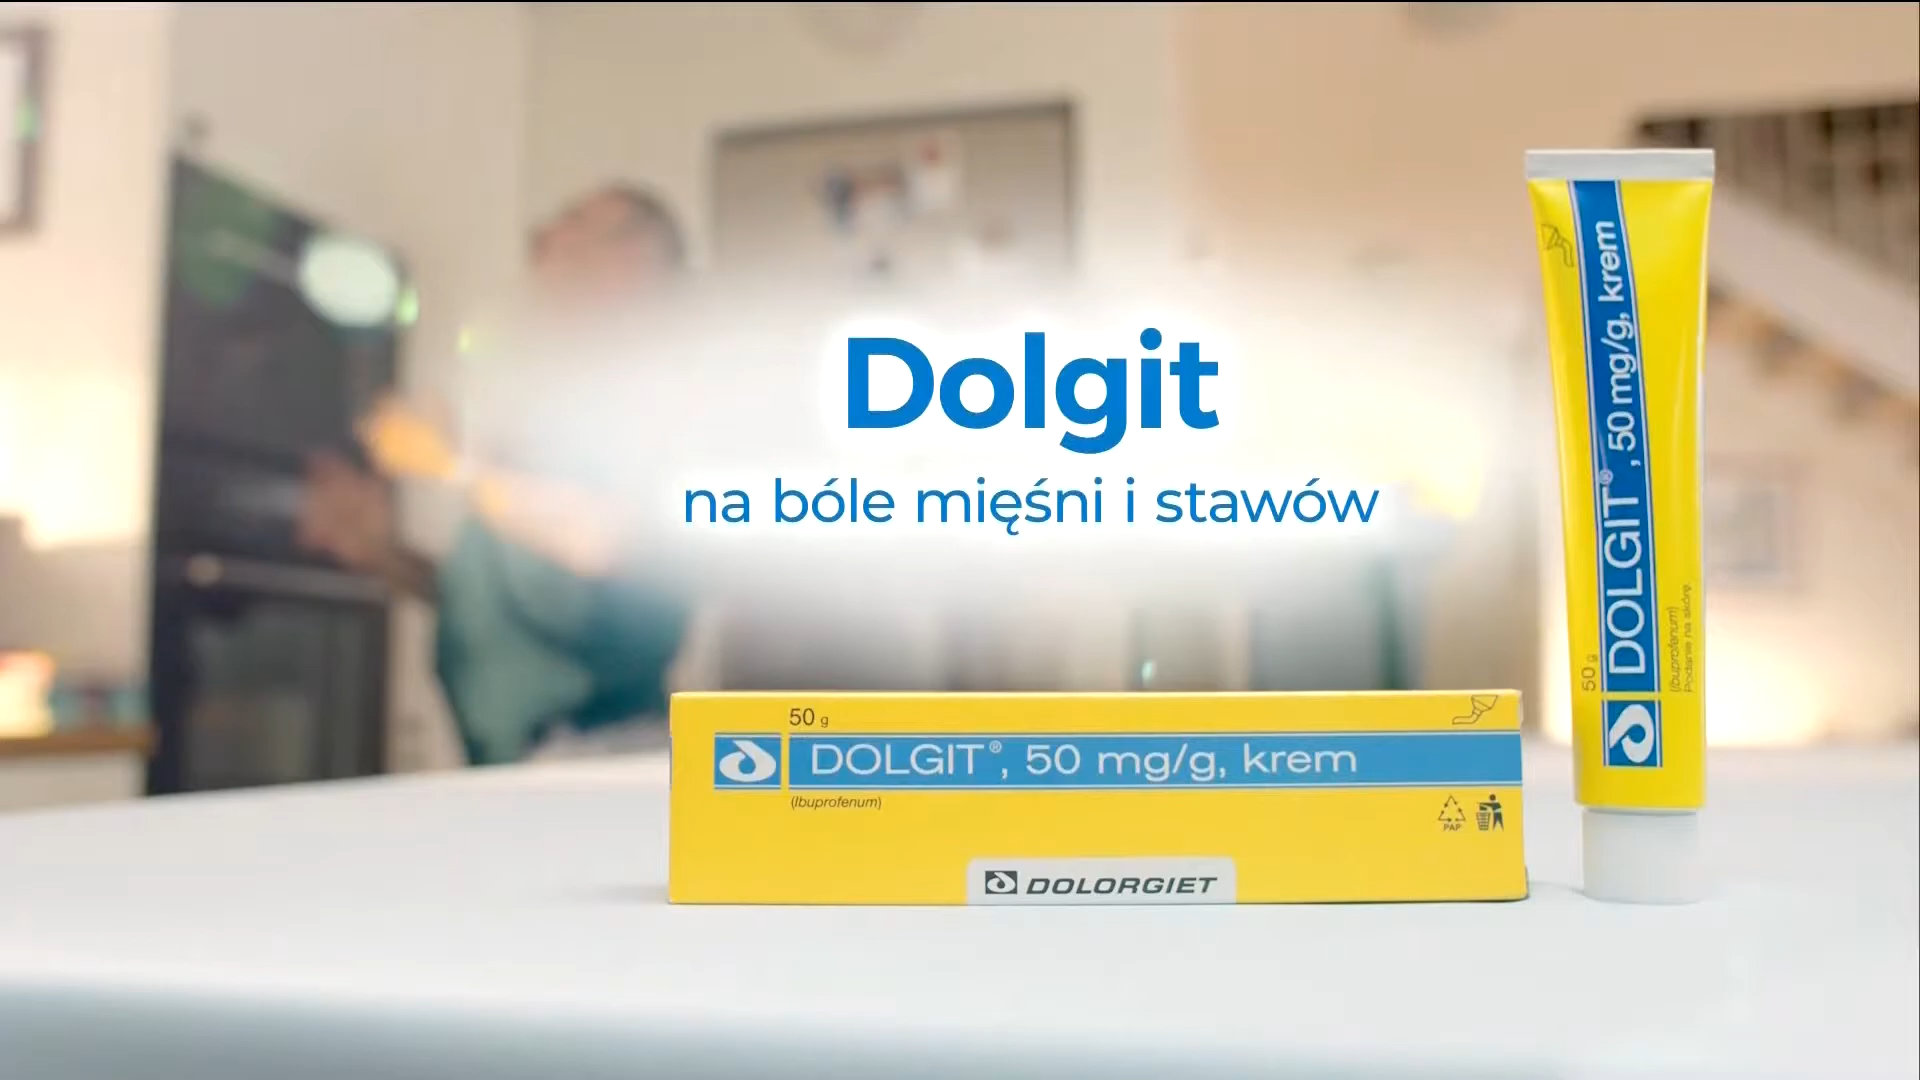 Dolgit
na bóle mięśni i stawów
50 g
DOLGIT®, 50 mg/g, krem
(Ibuprofenum)
PAP
DOLORGIET
50 g
DOLGIT®, 50 mg/g, krem
(Ibuprofenum)
Podanie na skórę